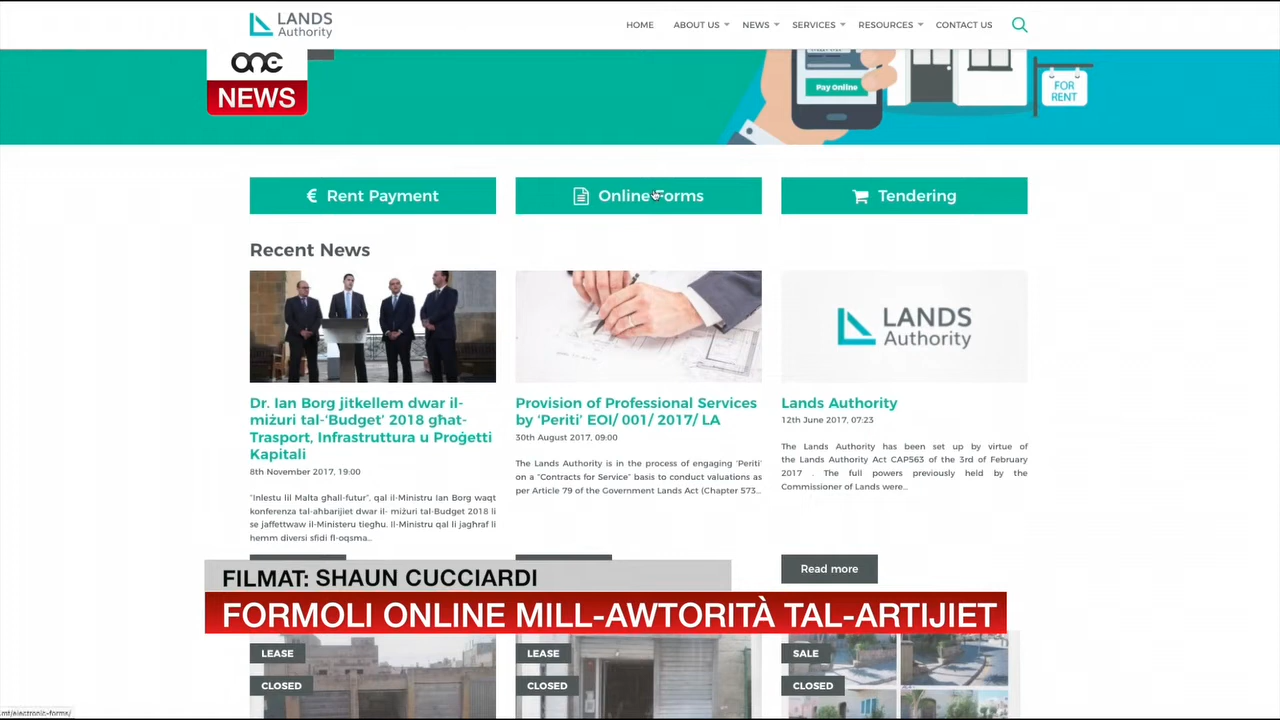 LANDS
Authority
HOME ABOUT US NEWS SERVICES RESOURCES CONTACT US
one
NEWS
Pay Online
FOR
RENT
€ Rent Payment
Online Forms
Tendering
Recent News
LANDS
Authority
Dr. Ian Borg jitkellem dwar il-
miżuri tal-‘Budget’ 2018 għat-
Trasport, Infrastruttura u Proġetti
Kapitali
8th November 2017, 19:00
"Inlestu lil Malta għall-futur", qal il-Ministru Ian Borg waqt
konferenza tal-aħbarijiet dwar il- miżuri tal-Budget 2018 li
se jaffettwaw il-Ministeru tiegħu. Il-Ministru qal li jagħraf li
hemm diversi sfidi fl-oqsma...
Provision of Professional Services
by ‘Periti’ EOI/ 001/ 2017/ LA
30th August 2017, 09:00
The Lands Authority is in the process of engaging 'Periti'
on a "Contracts for Service" basis to conduct valuations as
per Article 79 of the Government Lands Act (Chapter 573...
Lands Authority
12th June 2017, 07:23
The Lands Authority has been set up by virtue of
the Lands Authority Act CAP563 of the 3rd of February
2017 . The full powers previously held by the
Commissioner of Lands were...
Read more
FILMAT: SHAUN CUCCIARDI
FORMOLI ONLINE MILL-AWTORITÀ TAL-ARTIJIET
LEASE
CLOSED
LEASE
CLOSED
SALE
CLOSED
.mt/electronic-forms/